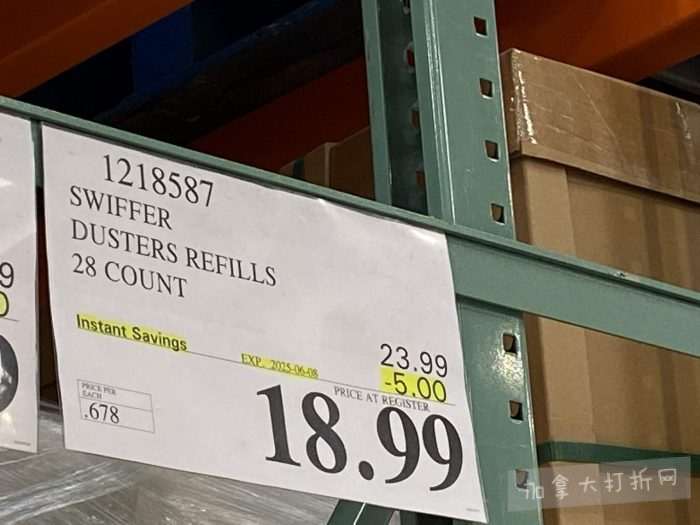 1218587
SWIFFER
DUSTERS REFILLS
28 COUNT
Instant Savings
EXP. 2025-06-08
23.99
-5.00
PRICE AT REGISTER
18.99
PRICE PER
EACH
.678
加拿大打折网